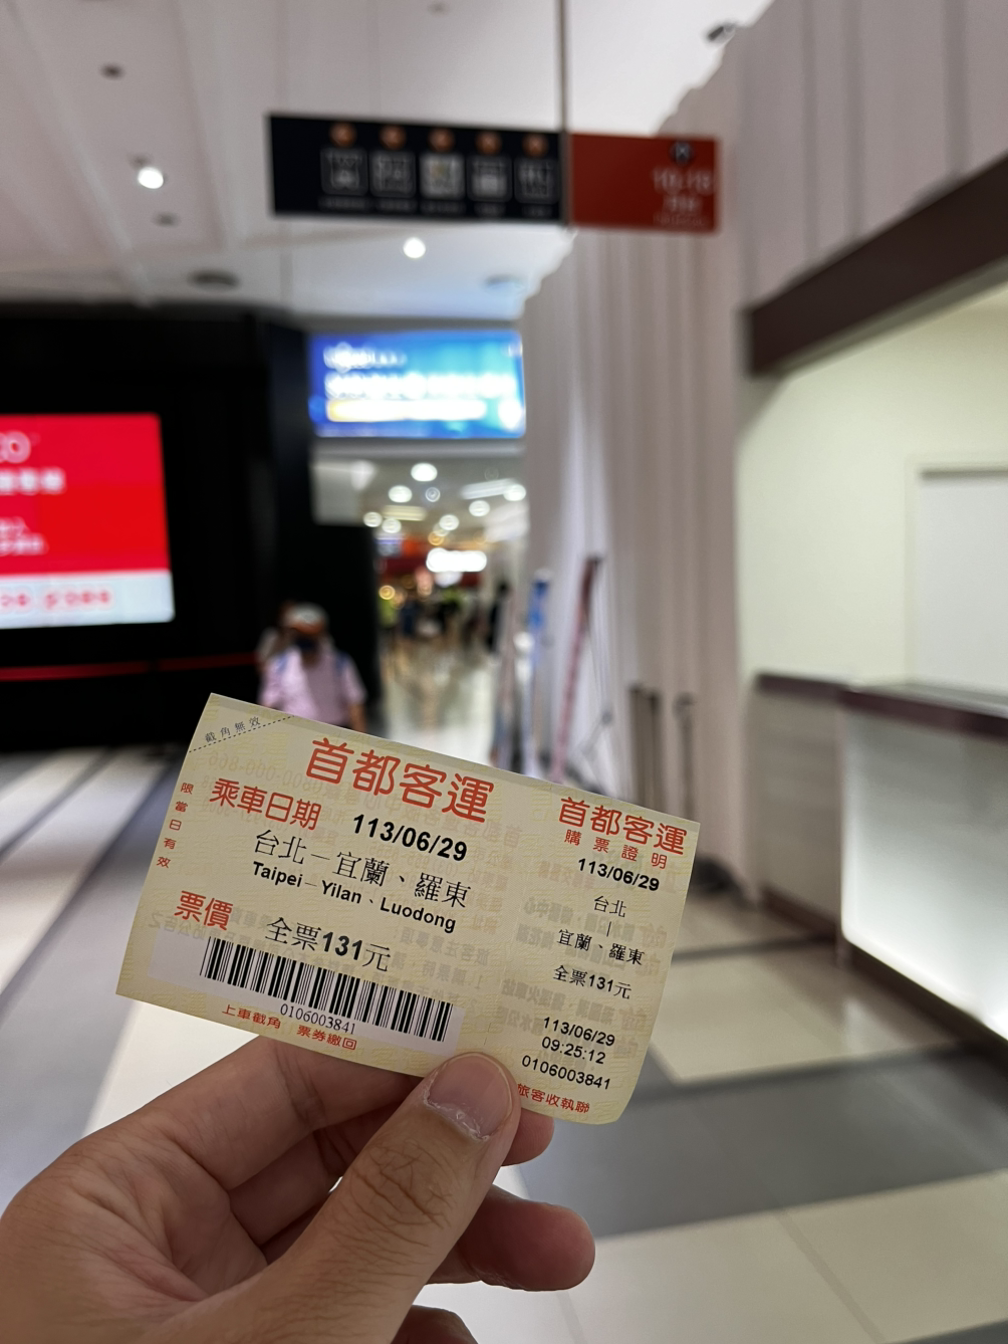 截角無效
限當日有效
首都客運
乘車日期 113/06/29
台北－宜蘭、羅東
Taipei－Yilan、Luodong
票價 全票131元
0106003841
上車截角 票券繳回
首都客運
購票證明
113/06/29
台北
｜
宜蘭、羅東
全票131元
113/06/29
09:25:12
0106003841
旅客收執聯